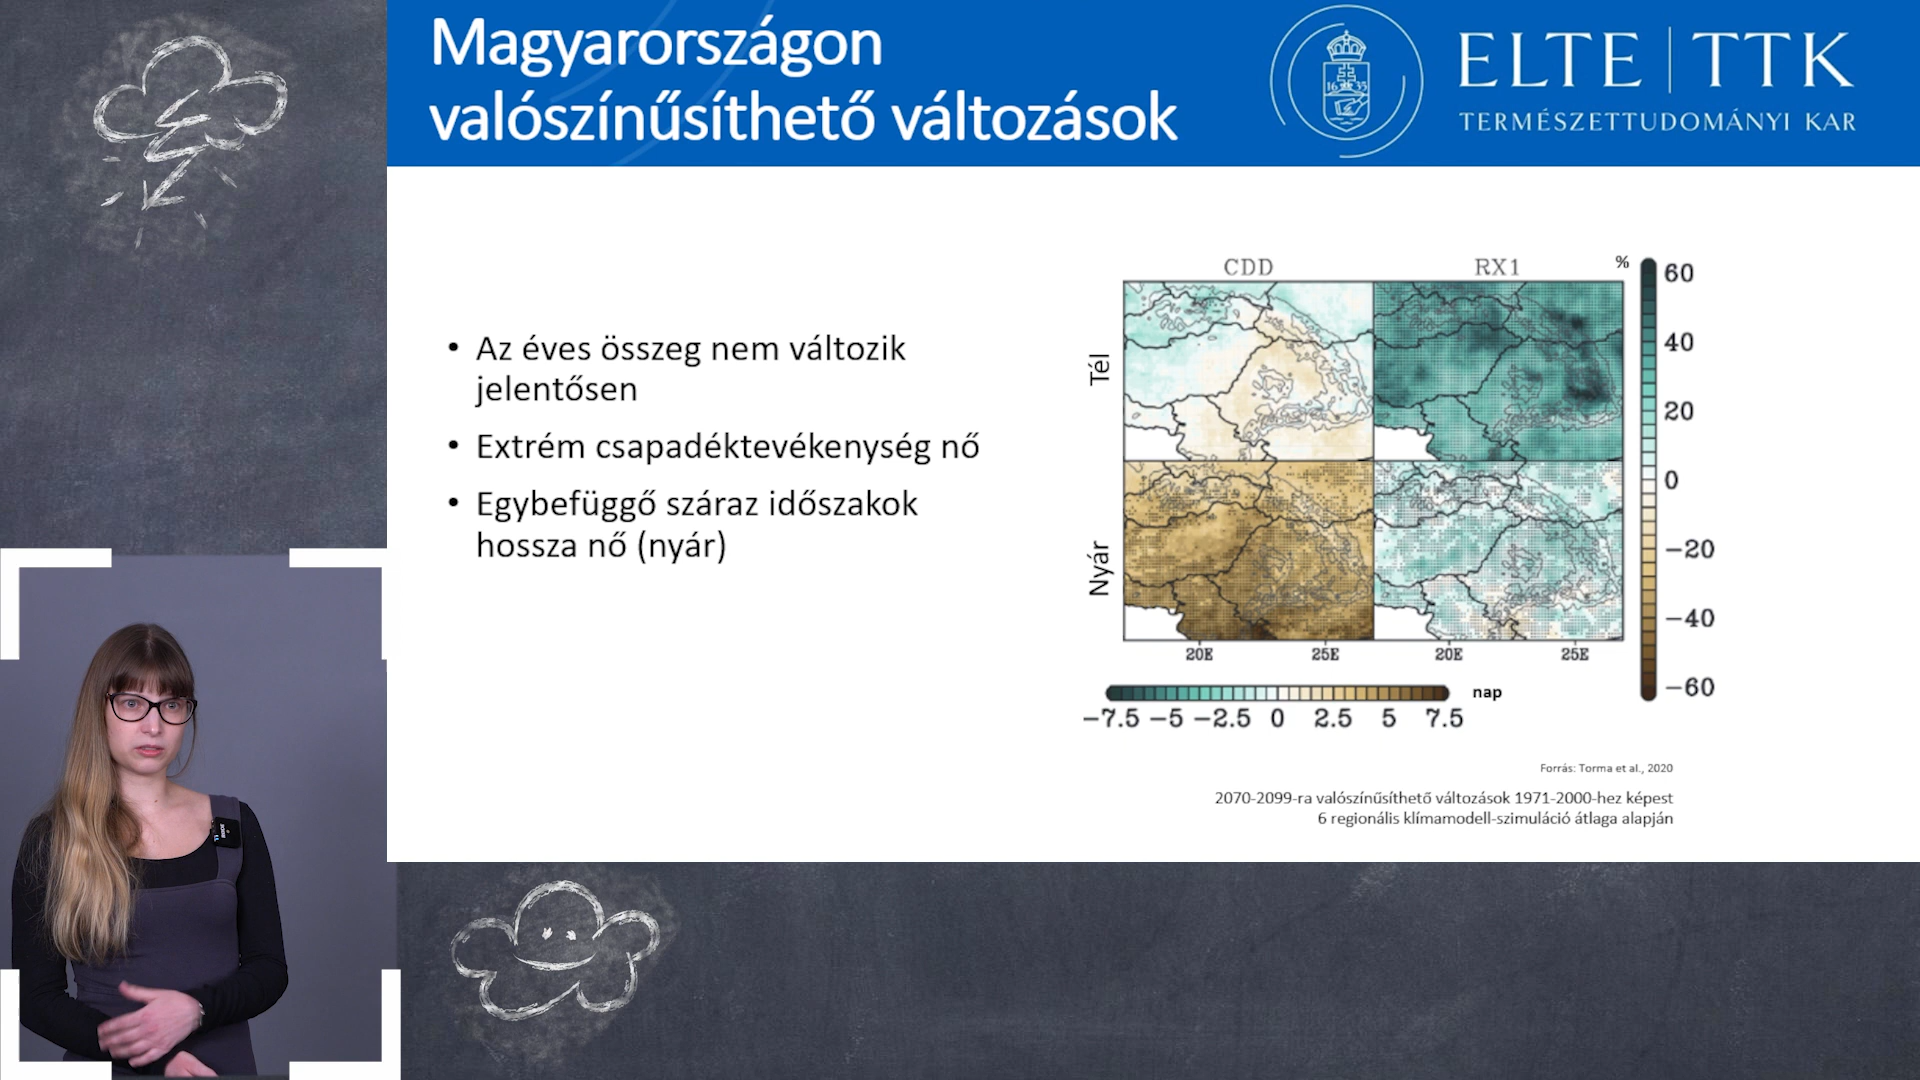 Magyarországon
valószínűsíthető változások
ELTE | TTK
TERMÉSZETTUDOMÁNYI KAR
16 35
• Az éves összeg nem változik
jelentősen
• Extrém csapadéktevékenység nő
• Egybefüggő száraz időszakok
hossza nő (nyár)
CDD RX1 %
Tél
Nyár
60
40
20
0
−20
−40
−60
20E 25E 20E 25E
nap
−7.5 −5 −2.5 0 2.5 5 7.5
Forrás: Torma et al., 2020
2070-2099-ra valószínűsíthető változások 1971-2000-hez képest
6 regionális klímamodell-szimuláció átlaga alapján